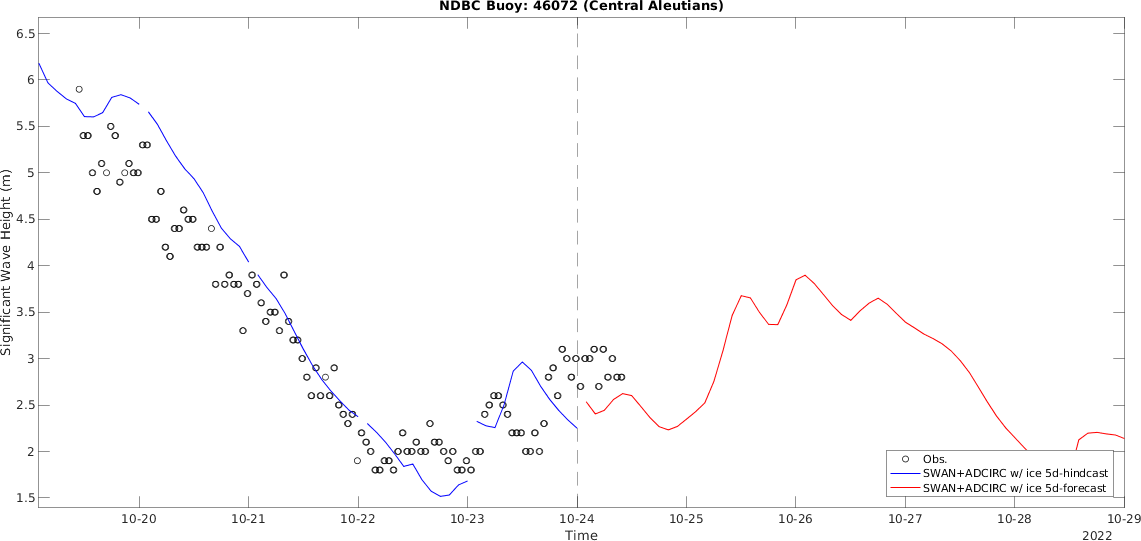 NDBC Buoy: 46072 (Central Aleutians)
6.5
6
5.5
5
4.5
4
3.5
3
2.5
2
1.5
Significant Wave Height (m)
Obs.
SWAN+ADCIRC w/ ice 5d-hindcast
SWAN+ADCIRC w/ ice 5d-forecast
10-20 10-21 10-22 10-23 10-24 10-25 10-26 10-27 10-28 10-29
Time
2022